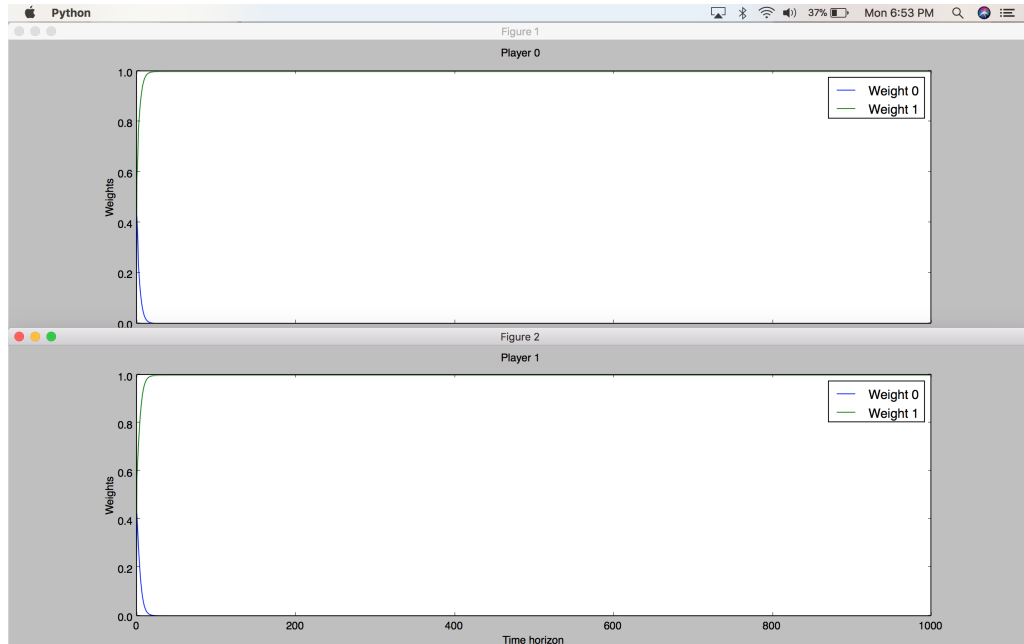 Python 37% Mon 6:53 PM
Figure 1
Player 0
1.0
0.8
0.6
0.4
0.2
0.0
Weights
Weight 0
Weight 1
Figure 2
Player 1
1.0
0.8
0.6
0.4
0.2
0.0
Weights
Weight 0
Weight 1
0 200 400 600 800 1000
Time horizon